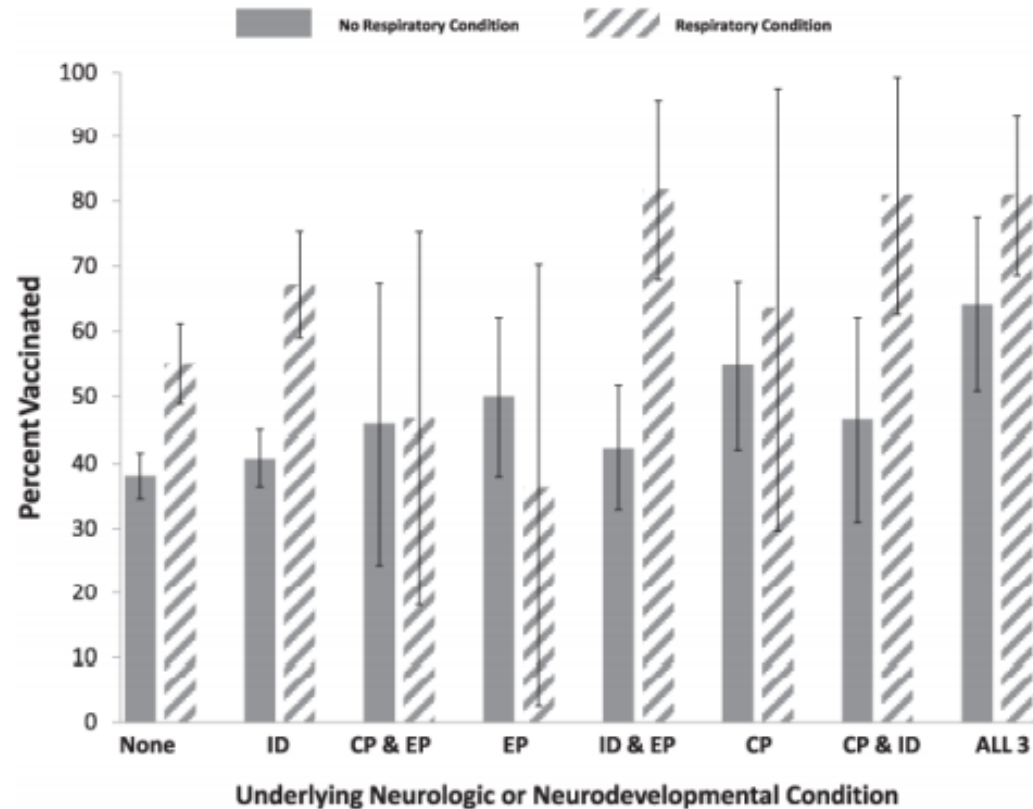 No Respiratory Condition Respiratory Condition
100
90
80
70
60
50
40
30
20
10
0
Percent Vaccinated
None ID CP & EP EP ID & EP CP CP & ID ALL 3
Underlying Neurologic or Neurodevelopmental Condition